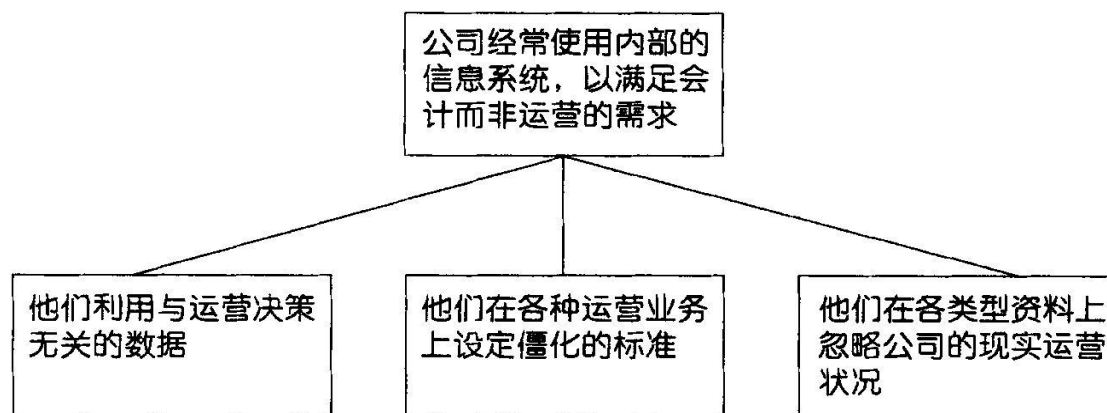 公司经常使用内部的
信息系统，以满足会
计而非运营的需求
他们利用与运营决策
无关的数据
他们在各种运营业务
上设定僵化的标准
他们在各类型资料上
忽略公司的现实运营
状况